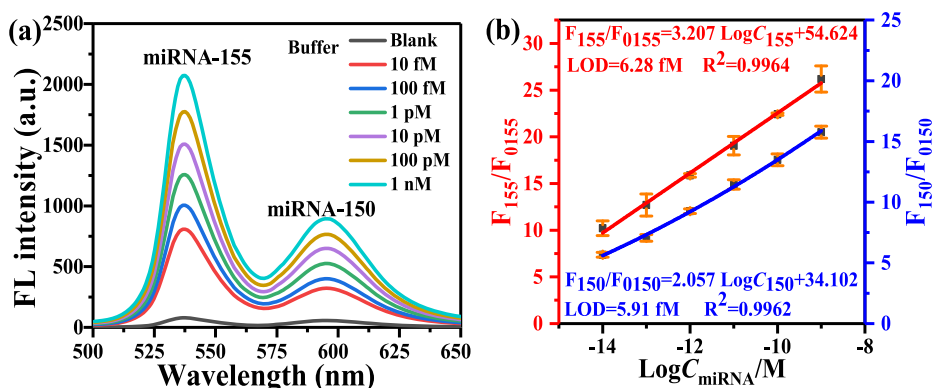 (a)
2500
2000
1500
1000
500
0
FL intensity (a.u.)
miRNA-155
miRNA-150
Buffer
Blank
10 fM
100 fM
1 pM
10 pM
100 pM
1 nM
500 525 550 575 600 625 650
Wavelength (nm)
(b)
30
25
20
15
10
5
0
F155/F0155
F155/F0155=3.207 LogC155+54.624
LOD=6.28 fM R2=0.9964
F150/F0150=2.057 LogC150+34.102
LOD=5.91 fM R2=0.9962
25
20
15
10
5
0
F150/F0150
-14 -12 -10 -8
LogCmiRNA/M